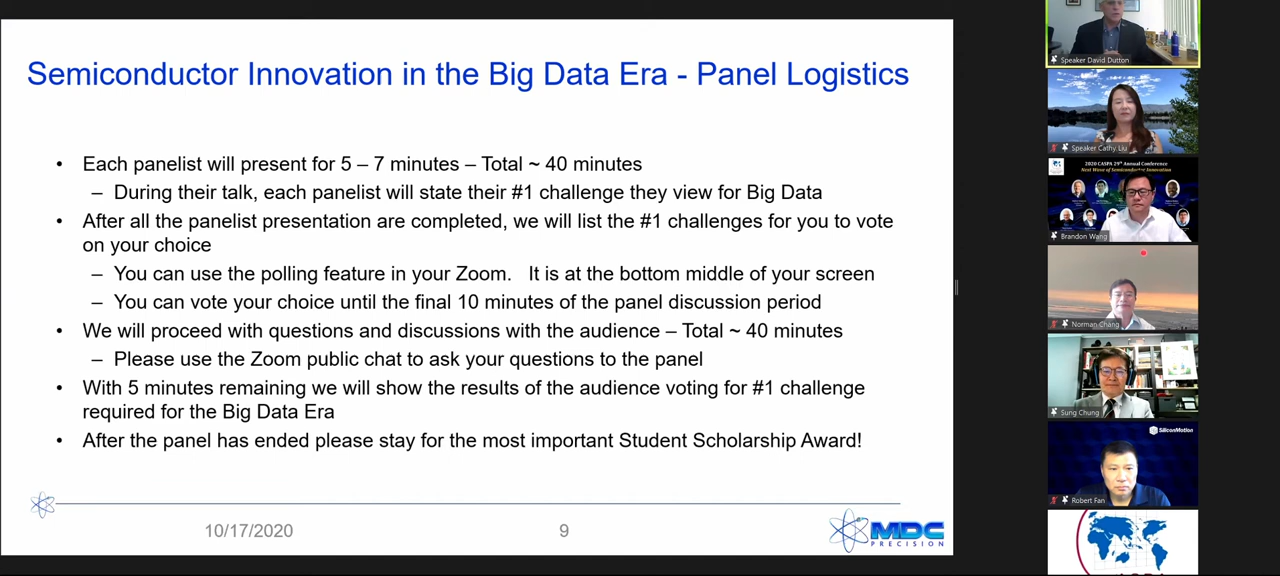 Semiconductor Innovation in the Big Data Era - Panel Logistics
• Each panelist will present for 5 – 7 minutes – Total ~ 40 minutes
– During their talk, each panelist will state their #1 challenge they view for Big Data
• After all the panelist presentation are completed, we will list the #1 challenges for you to vote
on your choice
– You can use the polling feature in your Zoom. It is at the bottom middle of your screen
– You can vote your choice until the final 10 minutes of the panel discussion period
• We will proceed with questions and discussions with the audience – Total ~ 40 minutes
– Please use the Zoom public chat to ask your questions to the panel
• With 5 minutes remaining we will show the results of the audience voting for #1 challenge
required for the Big Data Era
• After the panel has ended please stay for the most important Student Scholarship Award!
10/17/2020
9
MDC
PRECISION
Speaker David Dutton
Speaker Cathy Liu
2020 CASPA 29th Annual Conference
Next Wave of Semiconductor Innovation
Brandon Wang
Norman Chang
Sung Chung
SiliconMotion
Robert Fan